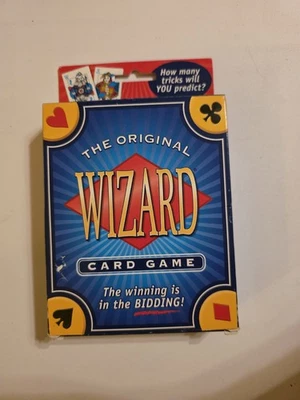 How many
tricks will
YOU predict?
THE ORIGINAL
WIZARD
CARD GAME
The winning is
in the BIDDING!